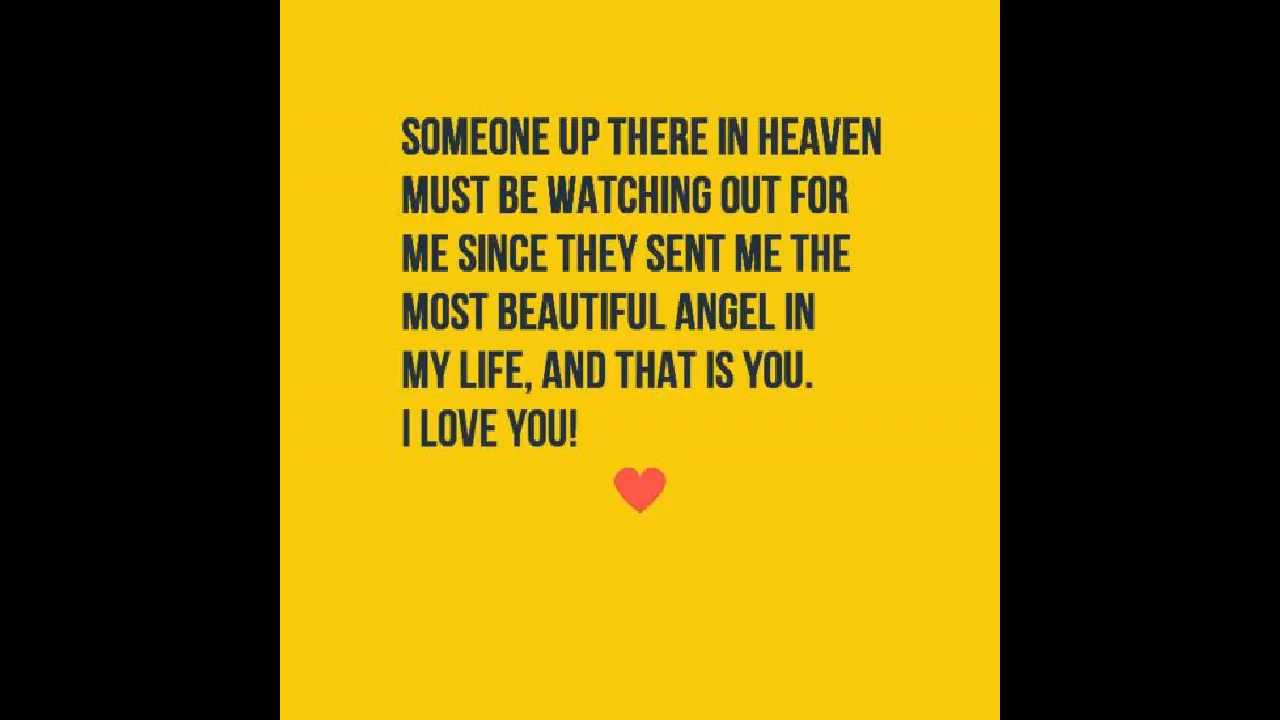 SOMEONE UP THERE IN HEAVEN
MUST BE WATCHING OUT FOR
ME SINCE THEY SENT ME THE
MOST BEAUTIFUL ANGEL IN
MY LIFE, AND THAT IS YOU.
I LOVE YOU!